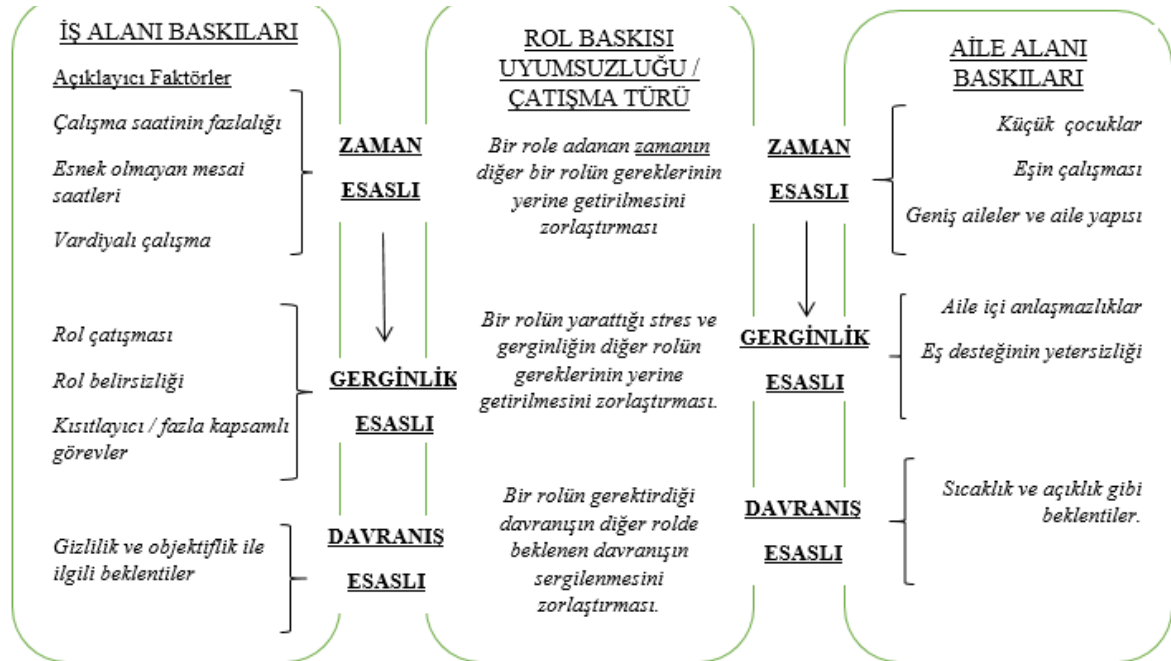 İŞ ALANI BASKILARI
Açıklayıcı Faktörler
Çalışma saatinin fazlalığı
Esnek olmayan mesai
saatleri
Vardiyalı çalışma
Rol çatışması
Rol belirsizliği
Kısıtlayıcı / fazla kapsamlı
görevler
Gizlilik ve objektiflik ile
ilgili beklentiler
ZAMAN
ESASLI
GERGİNLİK
ESASLI
DAVRANIŞ
ESASLI
ROL BASKISI
UYUMSUZLUĞU /
ÇATIŞMA TÜRÜ
Bir role adanan zamanın
diğer bir rolün gereklerinin
yerine getirilmesini
zorlaştırması
Bir rolün yarattığı stres ve
gerginliğin diğer rolün
gereklerinin yerine
getirilmesini zorlaştırması.
Bir rolün gerektirdiği
davranışın diğer rolde
beklenen davranışın
sergilenmesini
zorlaştırması.
ZAMAN
ESASLI
GERGİNLİK
ESASLI
DAVRANIŞ
ESASLI
AİLE ALANI
BASKILARI
Küçük çocuklar
Eşin çalışması
Geniş aileler ve aile yapısı
Aile içi anlaşmazlıklar
Eş desteğinin yetersizliği
Sıcaklık ve açıklık gibi
beklentiler.